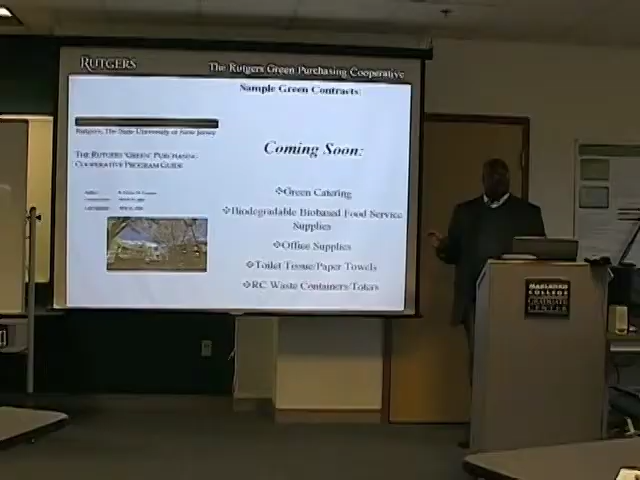 RUTGERS
The Rutgers Green Purchasing Cooperative
Sample Green Contracts:
Rutgers, The State University of New Jersey
THE RUTGERS 'GREEN' PURCHASING
COOPERATIVE PROGRAM GUIDE
Coming Soon:
❖Green Catering
❖Biodegradable Biobased Food Service
Supplies
❖Office Supplies
❖Toilet Tissue/Paper Towels
❖RC Waste Containers/Totes
MARLBORO
COLLEGE
GRADUATE
CENTER